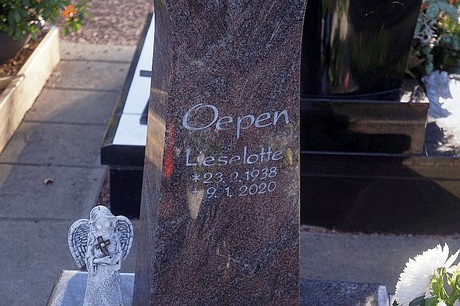 Oepen
Lieselotte
* 23. 2. 1938
† 9. 1. 2020